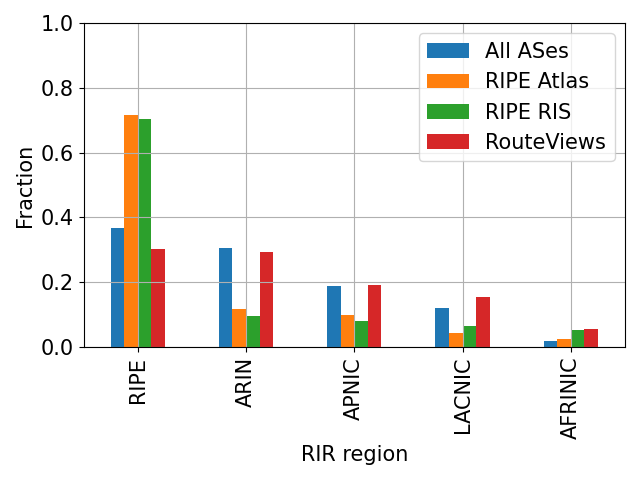 1.0
0.8
0.6
0.4
0.2
0.0
Fraction
All ASes
RIPE Atlas
RIPE RIS
RouteViews
RIPE
ARIN
APNIC
LACNIC
AFRINIC
RIR region